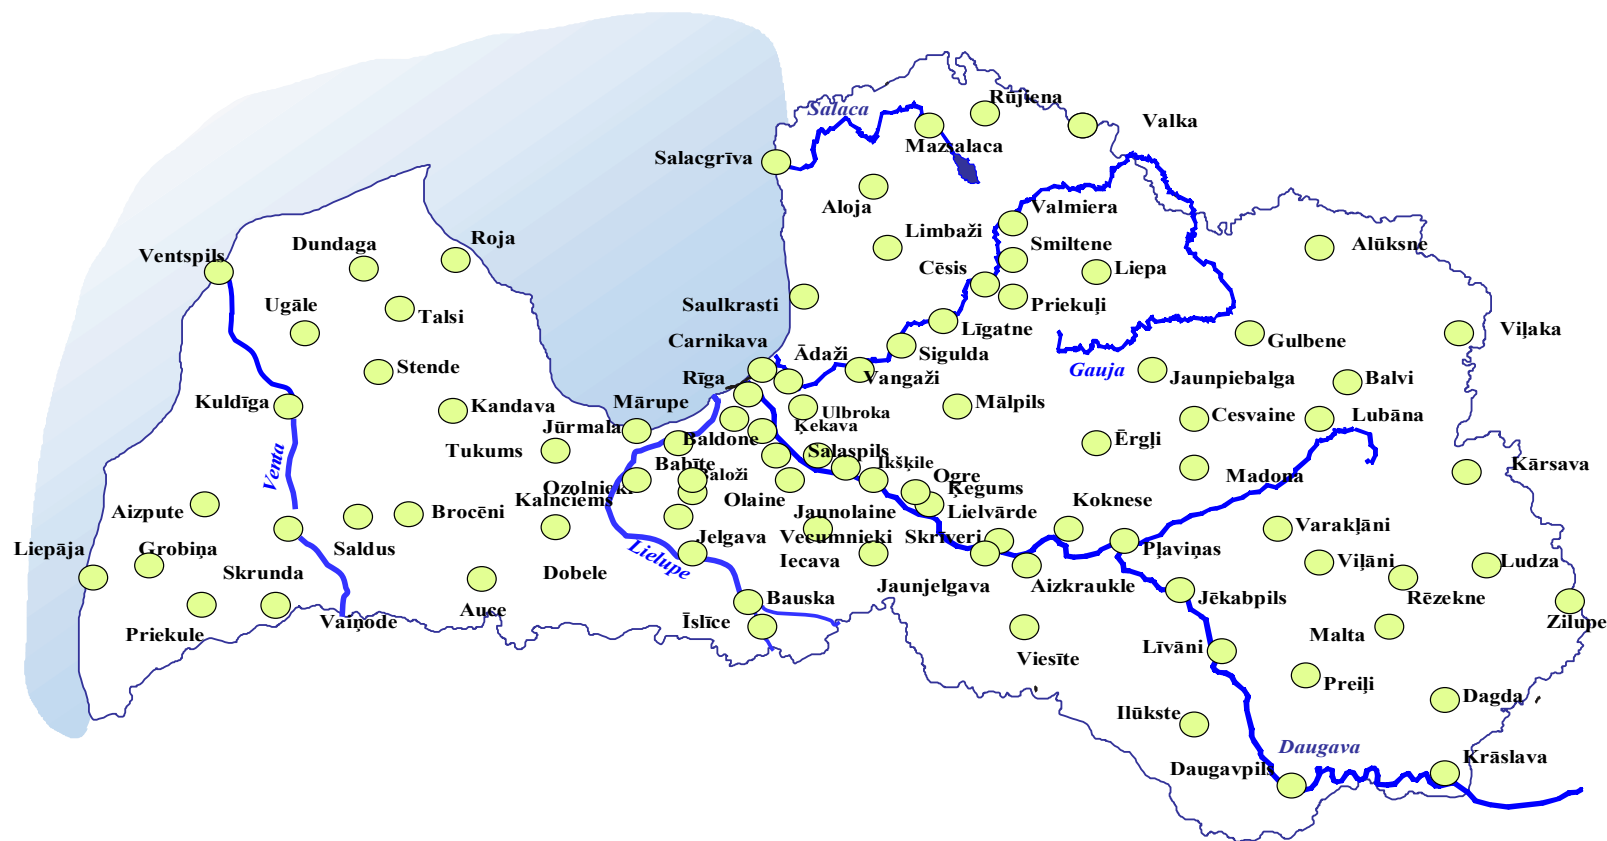 Rūjiena
Salaca
Valka
Mazsalaca
Salacgrīva
Aloja
Valmiera
Limbaži
Roja
Dundaga
Smiltene
Alūksne
Ventspils
Cēsis
Liepa
Saulkrasti
Ugāle
Priekuļi
Talsi
Līgatne
Viļaka
Carnikava
Ādaži
Sigulda
Gulbene
Stende
Rīga
Vangaži
Gauja
Jaunpiebalga
Balvi
Kuldīga
Kandava
Mārupe
Ulbroka
Mālpils
Cesvaine
Lubāna
Jūrmala
Ķekava
Baldone
Ērgļi
Tukums
Salaspils
Venta
Babīte
Ikšķile
Kārsava
Saloži
Ogre
Madona
Ozolnieki
Ķegums
Kalnciems
Olaine
Aizpute
Brocēni
Jaunolaine
Lielvārde
Koknese
Varakļāni
Jelgava
Vecumnieki
Skrīveri
Liepāja
Grobiņa
Saldus
Lielupe
Iecava
Pļaviņas
Viļāni
Ludza
Skrunda
Dobele
Jaunjelgava
Aizkraukle
Rēzekne
Auce
Bauska
Jēkabpils
Priekule
Vaiņode
Īslīce
Zilupe
Malta
Viesīte
Līvāni
Preiļi
Dagda
Ilūkste
Daugava
Krāslava
Daugavpils